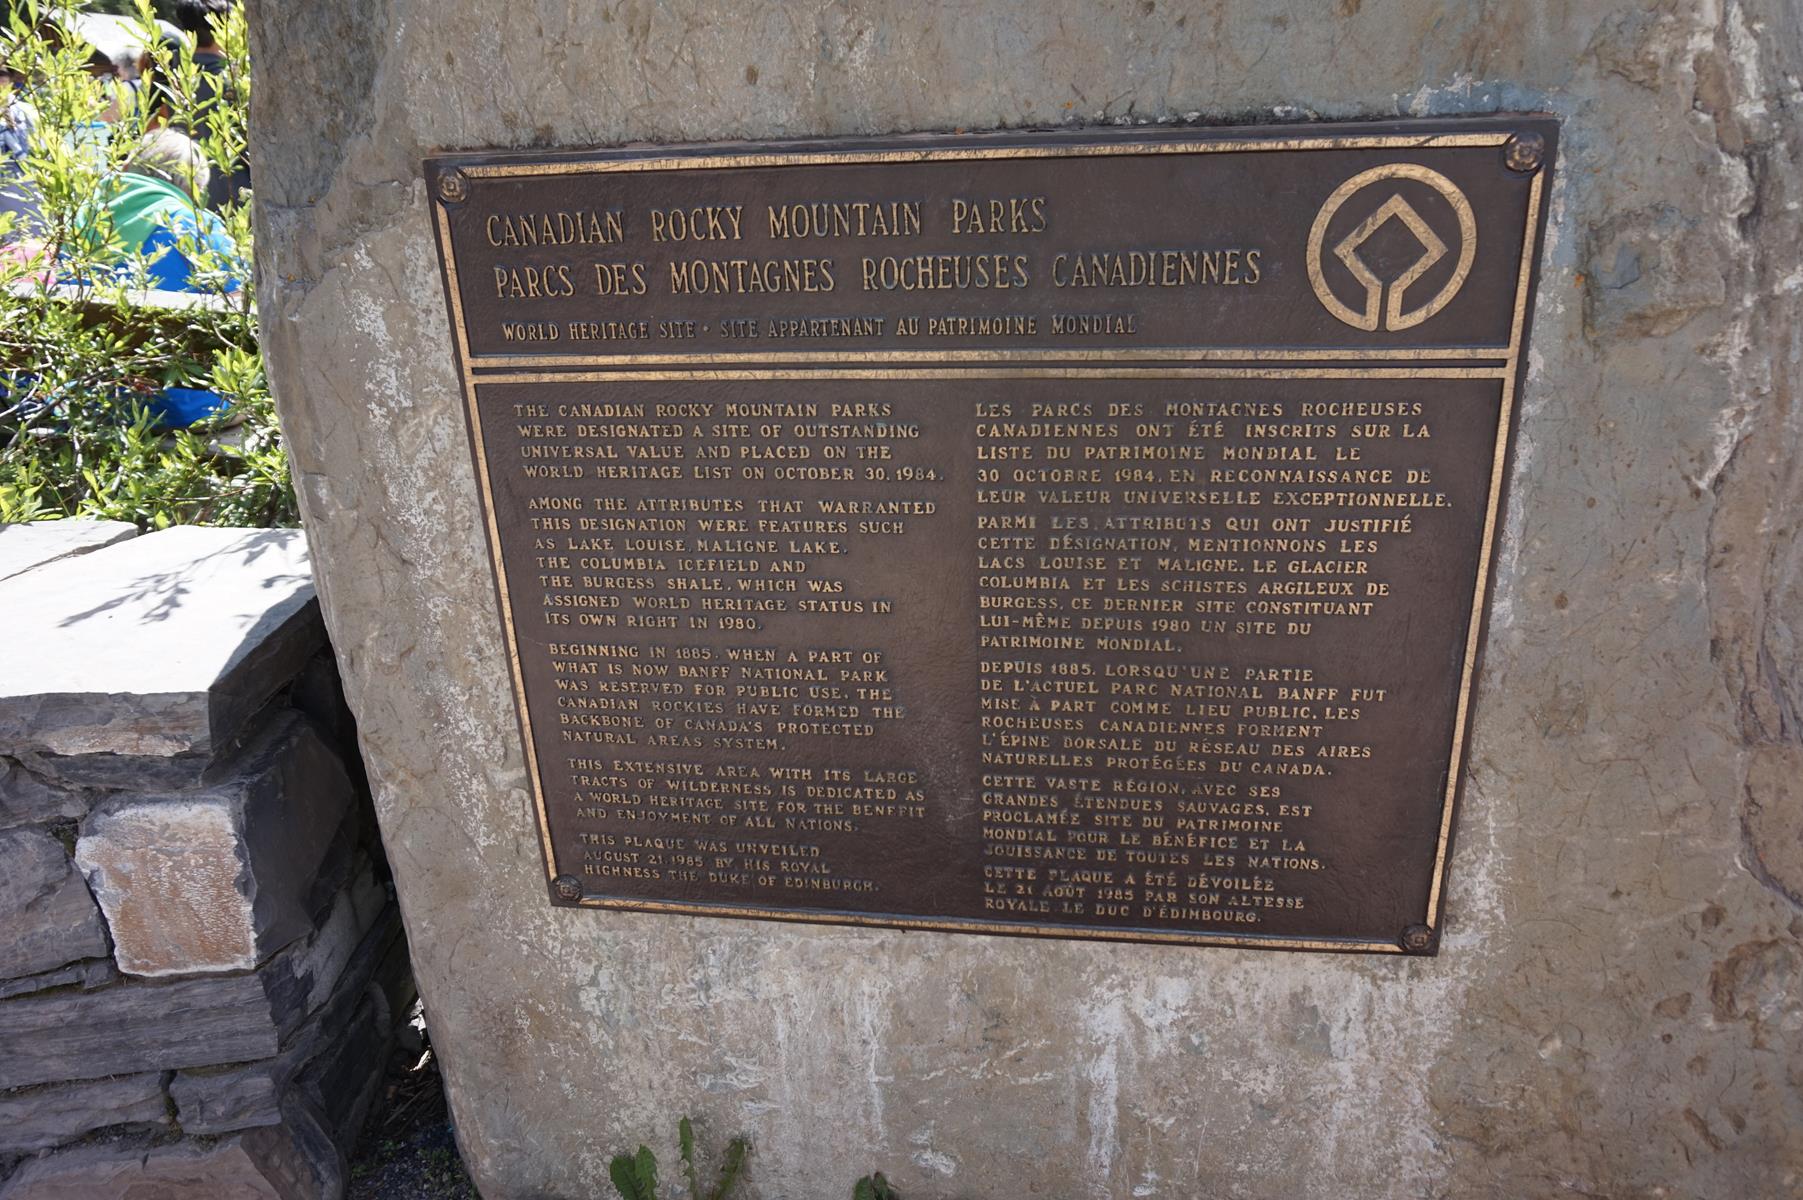 CANADIAN ROCKY MOUNTAIN PARKS
PARCS DES MONTAGNES ROCHEUSES CANADIENNES
WORLD HERITAGE SITE · SITE APPARTENANT AU PATRIMOINE MONDIAL
THE CANADIAN ROCKY MOUNTAIN PARKS
WERE DESIGNATED A SITE OF OUTSTANDING
UNIVERSAL VALUE AND PLACED ON THE
WORLD HERITAGE LIST ON OCTOBER 30, 1984.
AMONG THE ATTRIBUTES THAT WARRANTED
THIS DESIGNATION WERE FEATURES SUCH
AS LAKE LOUISE, MALIGNE LAKE,
THE COLUMBIA ICEFIELD AND
THE BURGESS SHALE, WHICH WAS
ASSIGNED WORLD HERITAGE STATUS IN
ITS OWN RIGHT IN 1980.
BEGINNING IN 1885, WHEN A PART OF
WHAT IS NOW BANFF NATIONAL PARK
WAS RESERVED FOR PUBLIC USE, THE
CANADIAN ROCKIES HAVE FORMED THE
BACKBONE OF CANADA'S PROTECTED
NATURAL AREAS SYSTEM.
THIS EXTENSIVE AREA WITH ITS LARGE
TRACTS OF WILDERNESS IS DEDICATED AS
A WORLD HERITAGE SITE FOR THE BENEFIT
AND ENJOYMENT OF ALL NATIONS.
THIS PLAQUE WAS UNVEILED
AUGUST 21, 1985 BY HIS ROYAL
HIGHNESS THE DUKE OF EDINBURGH.
LES PARCS DES MONTAGNES ROCHEUSES
CANADIENNES ONT ÉTÉ INSCRITS SUR LA
LISTE DU PATRIMOINE MONDIAL LE
30 OCTOBRE 1984, EN RECONNAISSANCE DE
LEUR VALEUR UNIVERSELLE EXCEPTIONNELLE.
PARMI LES ATTRIBUTS QUI ONT JUSTIFIÉ
CETTE DÉSIGNATION, MENTIONNONS LES
LACS LOUISE ET MALIGNE, LE GLACIER
COLUMBIA ET LES SCHISTES ARGILEUX DE
BURGESS, CE DERNIER SITE CONSTITUANT
LUI-MÊME DEPUIS 1980 UN SITE DU
PATRIMOINE MONDIAL.
DEPUIS 1885, LORSQU'UNE PARTIE
DE L'ACTUEL PARC NATIONAL BANFF FUT
MISE À PART COMME LIEU PUBLIC, LES
ROCHEUSES CANADIENNES FORMENT
L'ÉPINE DORSALE DU RÉSEAU DES AIRES
NATURELLES PROTÉGÉES DU CANADA.
CETTE VASTE RÉGION, AVEC SES
GRANDES ÉTENDUES SAUVAGES, EST
PROCLAMÉE SITE DU PATRIMOINE
MONDIAL POUR LE BÉNÉFICE ET LA
JOUISSANCE DE TOUTES LES NATIONS.
CETTE PLAQUE A ÉTÉ DÉVOILÉE
LE 21 AOÛT 1985 PAR SON ALTESSE
ROYALE LE DUC D'ÉDIMBOURG.